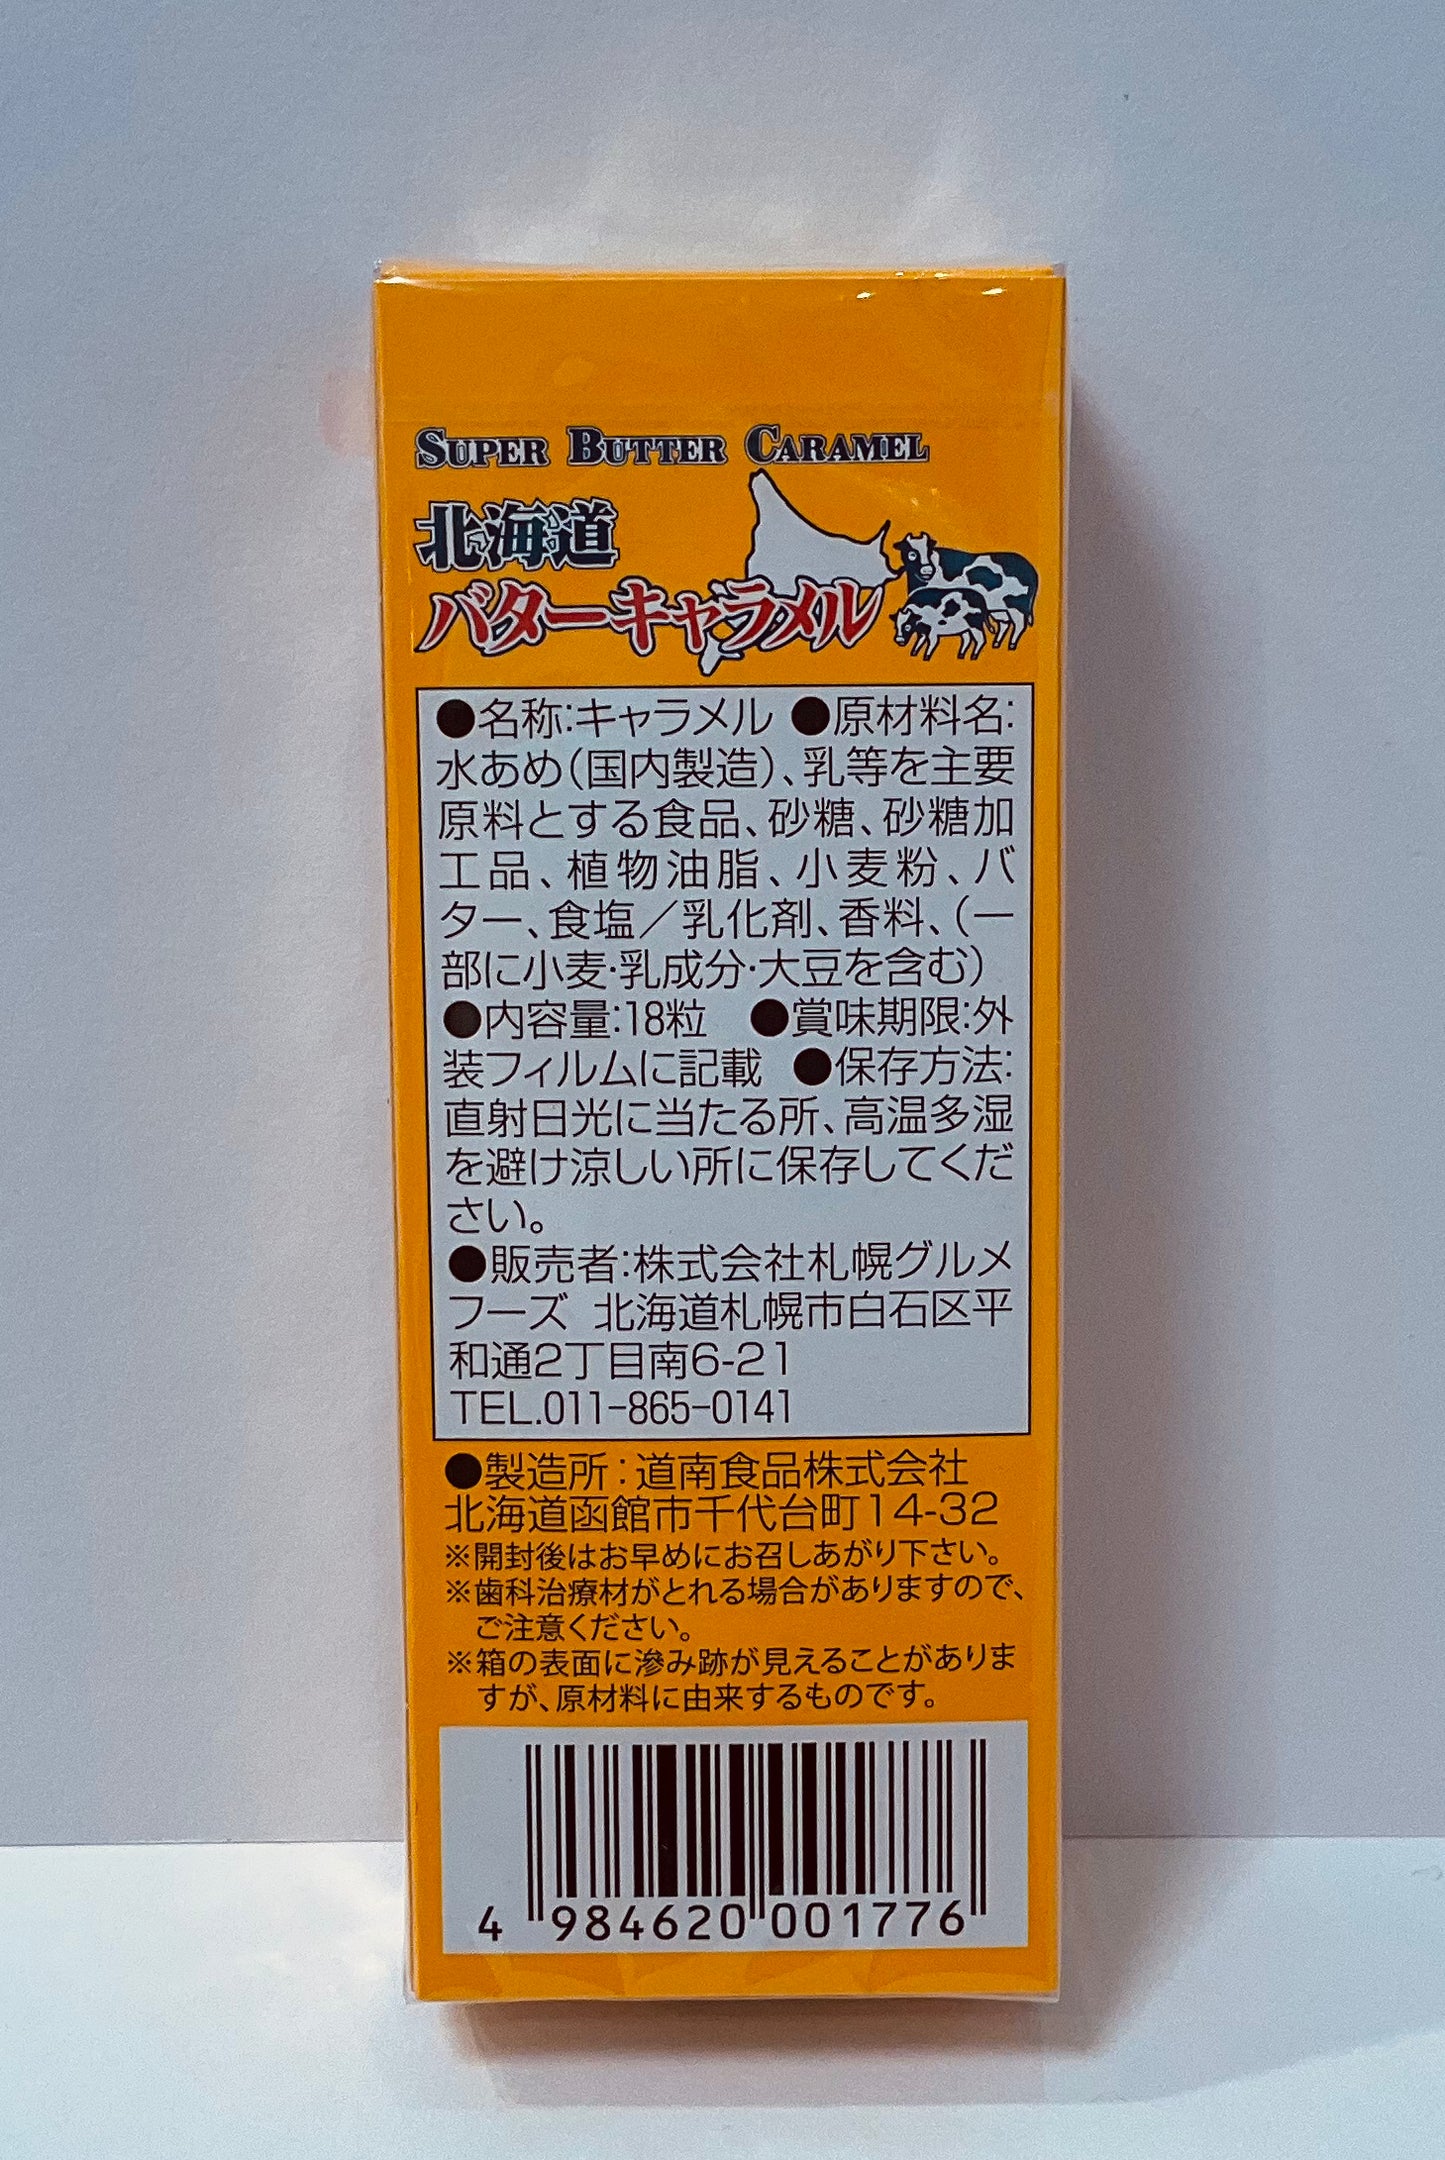 SUPER BUTTER CARAMEL
北海道
バターキャラメル
●名称:キャラメル ●原材料名:
水あめ(国内製造)、乳等を主要
原料とする食品、砂糖、砂糖加
工品、植物油脂、小麦粉、バ
ター、食塩／乳化剤、香料、(一
部に小麦・乳成分・大豆を含む)
●内容量:18粒 ●賞味期限:外
装フィルムに記載 ●保存方法:
直射日光に当たる所、高温多湿
を避け涼しい所に保存してくだ
さい。
●販売者:株式会社札幌グルメ
フーズ 北海道札幌市白石区平
和通2丁目南6-21
TEL.011-865-0141
●製造所:道南食品株式会社
北海道函館市千代台町14-32
※開封後はお早めにお召しあがり下さい。
※歯科治療材がとれる場合がありますので、
ご注意ください。
※箱の表面に滲み跡が見えることがありま
すが、原材料に由来するものです。
4 984620 001776